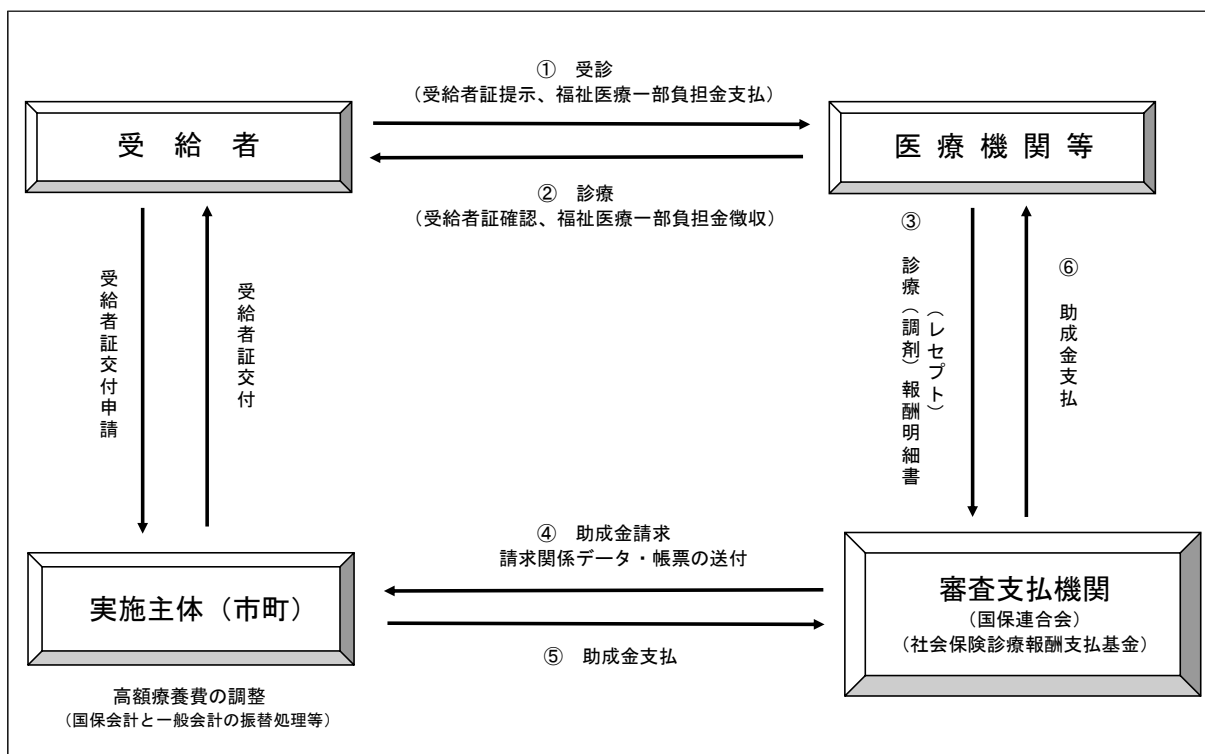 ① 受診
（受給者証提示、福祉医療一部負担金支払）
受 給 者
医 療 機 関 等
② 診療
（受給者証確認、福祉医療一部負担金徴収）
受給者証交付申請
受給者証交付
③ 診療（調剤）報酬明細書
（レセプト）
⑥ 助成金支払
④ 助成金請求
請求関係データ・帳票の送付
実施主体（市町）
審査支払機関
（国保連合会）
（社会保険診療報酬支払基金）
⑤ 助成金支払
高額療養費の調整
（国保会計と一般会計の振替処理等）